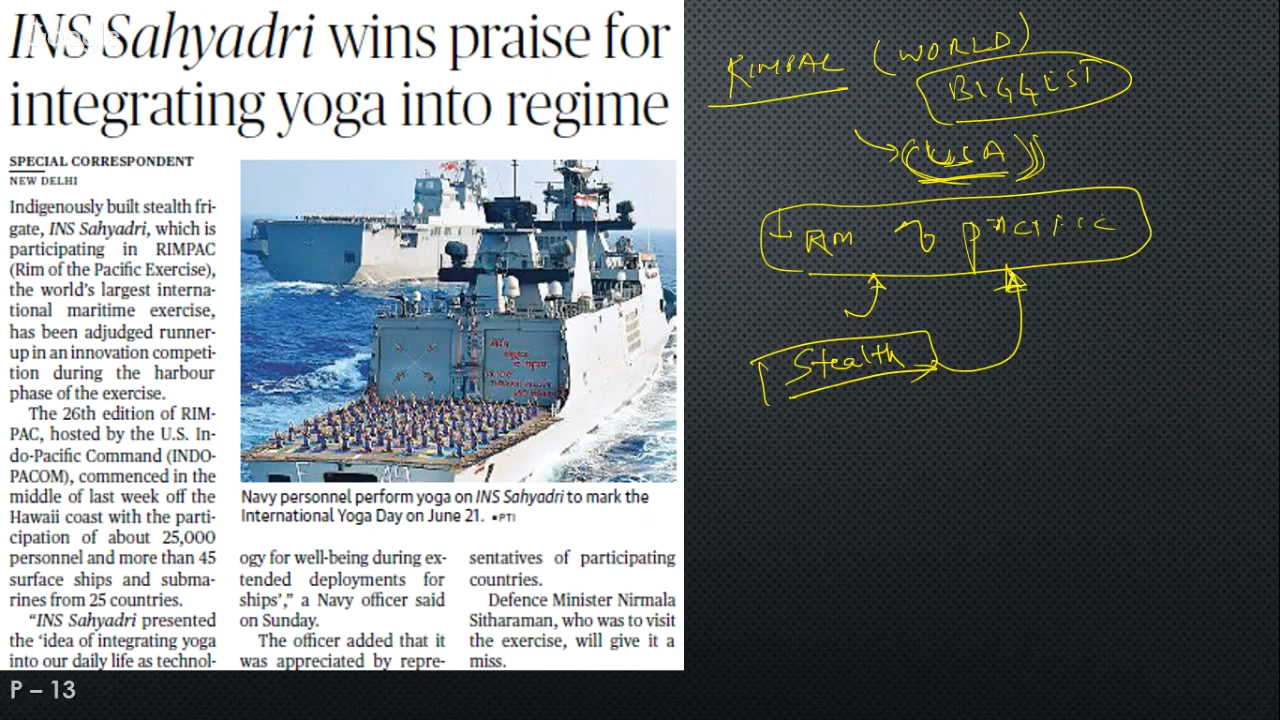 INS Sahyadri wins praise for
integrating yoga into regime
SPECIAL CORRESPONDENT
NEW DELHI
Indigenously built stealth fri-
gate, INS Sahyadri, which is
participating in RIMPAC
(Rim of the Pacific Exercise),
the world's largest interna-
tional maritime exercise,
has been adjudged runner-
up in an innovation competi-
tion during the harbour
phase of the exercise.
The 26th edition of RIM-
PAC, hosted by the U.S. In-
do-Pacific Command (INDO-
PACOM), commenced in the
middle of last week off the
Hawaii coast with the parti-
cipation of about 25,000
personnel and more than 45
surface ships and subma-
rines from 25 countries.
"INS Sahyadri presented
the 'idea of integrating yoga
into our daily life as technol-
Navy personnel perform yoga on INS Sahyadri to mark the
International Yoga Day on June 21. ▪PTI
ogy for well-being during ex-
tended deployments for
ships'," a Navy officer said
on Sunday.
The officer added that it
was appreciated by repre-
sentatives of participating
countries.
Defence Minister Nirmala
Sitharaman, who was to visit
the exercise, will give it a
miss.
P – 13
RIMPAC (WORLD)
BIGGEST
(USA)
RIM of PACIFIC
Stealth